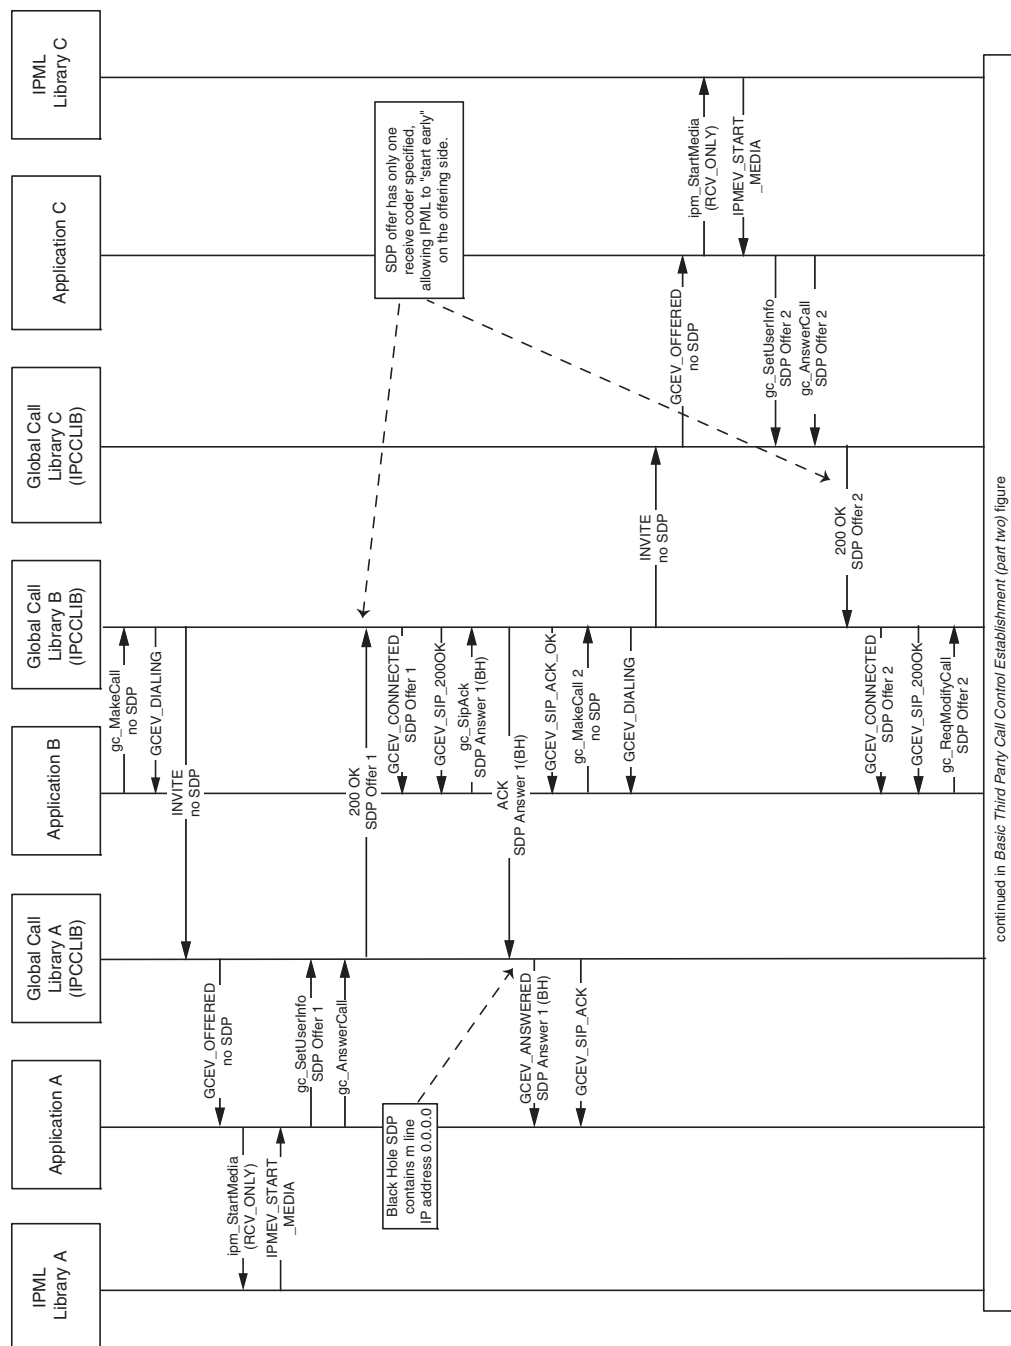 IPML
Library A
Application A
Global Call
Library A
(IPCCLIB)
Application B
Global Call
Library B
(IPCCLIB)
Global Call
Library C
(IPCCLIB)
Application C
IPML
Library C
gc_MakeCall
no SDP
GCEV_DIALING
INVITE
no SDP
GCEV_OFFERED
no SDP
ipm_StartMedia
(RCV_ONLY)
IPMEV_START
_MEDIA
gc_SetUserInfo
SDP Offer 1
gc_AnswerCall
200 OK
SDP Offer 1
SDP offer has only one
receive coder specified,
allowing IPML to "start early"
on the offering side.
Black Hole SDP
contains m line
IP address 0.0.0.0
GCEV_CONNECTED
SDP Offer 1
GCEV_SIP_200OK
gc_SipAck
SDP Answer 1(BH)
ACK
SDP Answer 1(BH)
GCEV_ANSWERED
SDP Answer 1 (BH)
GCEV_SIP_ACK_OK
GCEV_SIP_ACK
gc_MakeCall 2
no SDP
GCEV_DIALING
INVITE
no SDP
GCEV_OFFERED
no SDP
ipm_StartMedia
(RCV_ONLY)
IPMEV_START
_MEDIA
gc_SetUserInfo
SDP Offer 2
gc_AnswerCall
SDP Offer 2
200 OK
SDP Offer 2
GCEV_CONNECTED
SDP Offer 2
GCEV_SIP_200OK
gc_ReqModifyCall
SDP Offer 2
continued in Basic Third Party Call Control Establishment (part two) figure